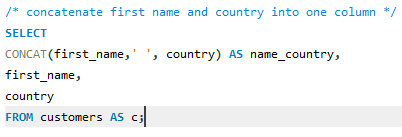 /* concatenate first name and country into one column */
SELECT
CONCAT(first_name,' ', country) AS name_country,
first_name,
country
FROM customers AS c;